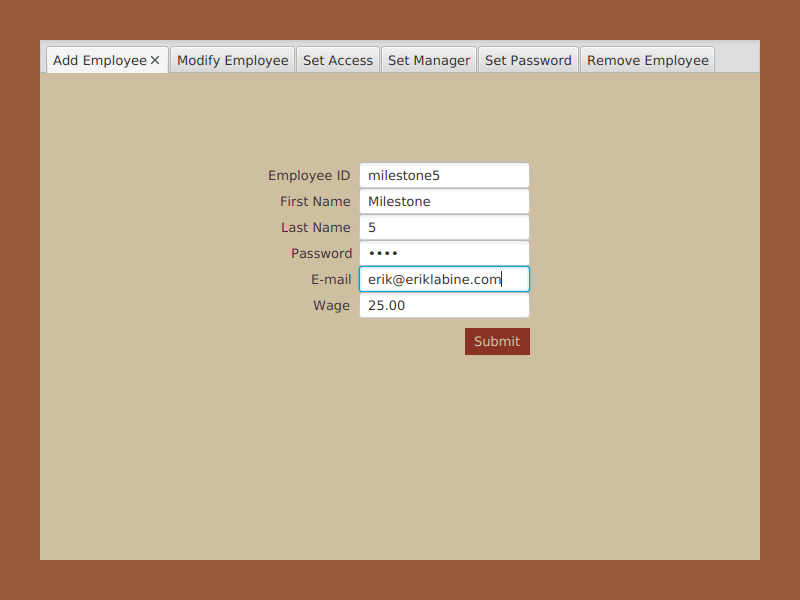 Add Employee × Modify Employee Set Access Set Manager Set Password Remove Employee
Employee ID milestone5
First Name Milestone
Last Name 5
Password ••••
E-mail erik@eriklabine.com
Wage 25.00
Submit